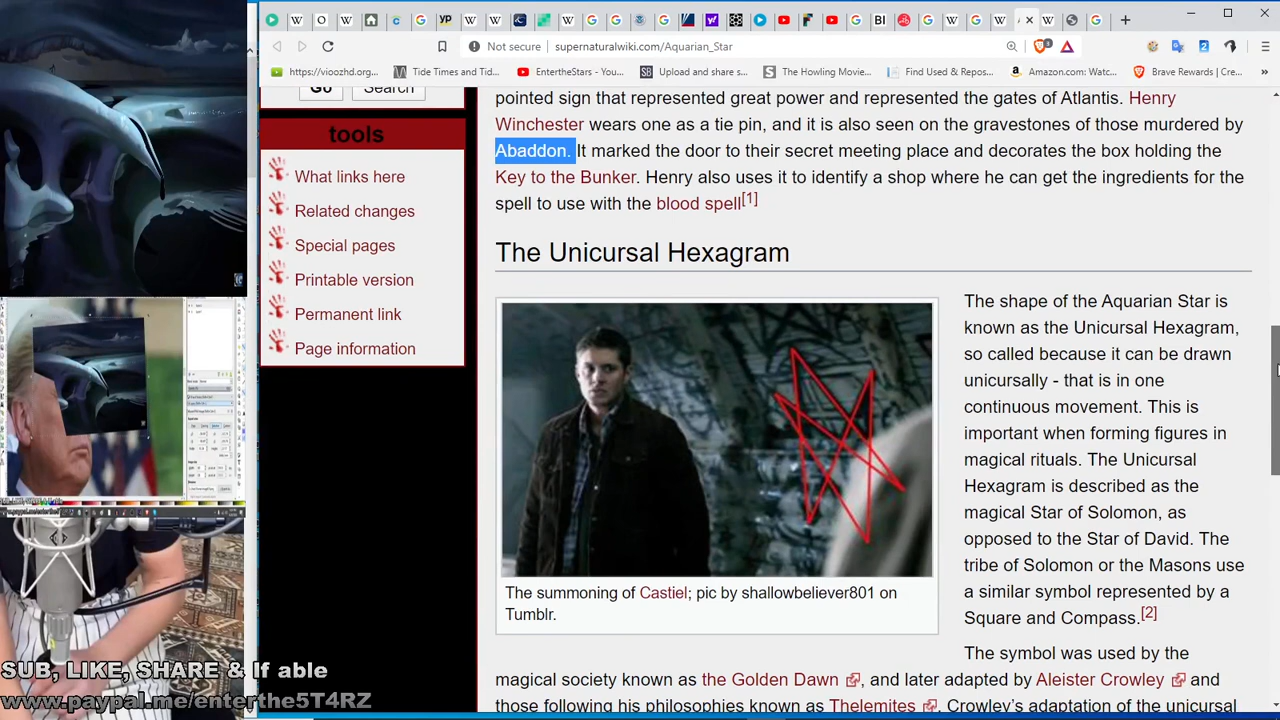 Not secure
supernaturalwiki.com/Aquarian_Star
https://vioozhd.org...
Tide Times and Tid...
EntertheStars - You...
Upload and share s...
The Howling Movie...
Find Used & Repos...
Amazon.com: Watc...
Brave Rewards | Cre...
Go
Search
tools
What links here
Related changes
Special pages
Printable version
Permanent link
Page information
pointed sign that represented great power and represented the gates of Atlantis. Henry
Winchester wears one as a tie pin, and it is also seen on the gravestones of those murdered by
Abaddon. It marked the door to their secret meeting place and decorates the box holding the
Key to the Bunker. Henry also uses it to identify a shop where he can get the ingredients for the
spell to use with the blood spell[1]
The Unicursal Hexagram
The summoning of Castiel; pic by shallowbeliever801 on
Tumblr.
The shape of the Aquarian Star is
known as the Unicursal Hexagram,
so called because it can be drawn
unicursally - that is in one
continuous movement. This is
important when forming figures in
magical rituals. The Unicursal
Hexagram is described as the
magical Star of Solomon, as
opposed to the Star of David. The
tribe of Solomon or the Masons use
a similar symbol represented by a
Square and Compass.[2]
The symbol was used by the
magical society known as the Golden Dawn, and later adapted by Aleister Crowley and
those following his philosophies known as Thelemites. Crowley's adaptation of the unicursal
SUB, LIKE, SHARE & If able
www.paypal.me/enterthe5T4RZ